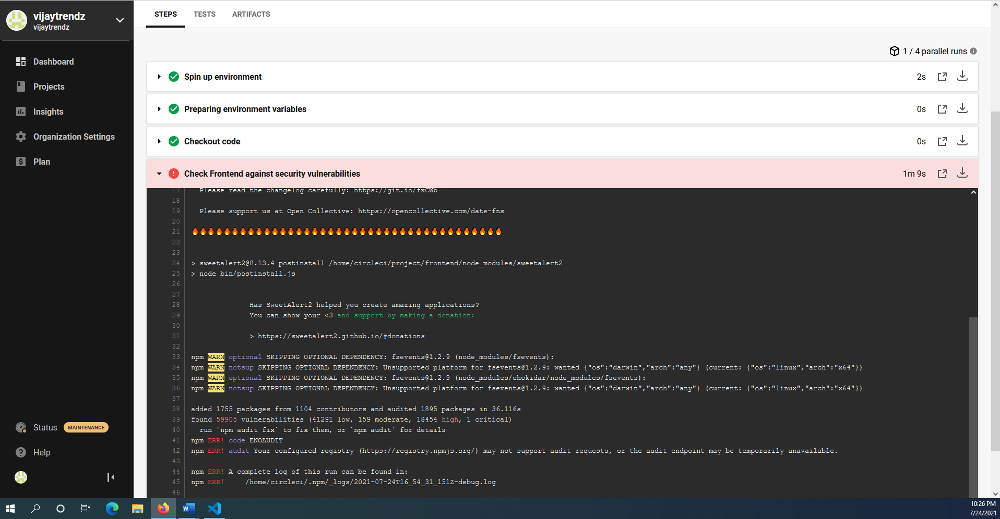 vijaytrendz
vijaytrendz
Dashboard
Projects
Insights
Organization Settings
$ Plan
Status MAINTENANCE
? Help
STEPS TESTS ARTIFACTS
1 / 4 parallel runs
Spin up environment 2s
Preparing environment variables 0s
Checkout code 0s
Check Frontend against security vulnerabilities 1m 9s
17 Please read the changelog carefully: https://git.io/fxCWb
18
19 Please support us at Open Collective: https://opencollective.com/date-fns
20
21 🔥🔥🔥🔥🔥🔥🔥🔥🔥🔥🔥🔥🔥🔥🔥🔥🔥🔥🔥🔥🔥🔥🔥🔥🔥🔥🔥🔥🔥🔥🔥🔥🔥🔥🔥🔥🔥🔥🔥
22
23
24 > sweetalert2@8.13.4 postinstall /home/circleci/project/frontend/node_modules/sweetalert2
25 > node bin/postinstall.js
26
27
28 Has SweetAlert2 helped you create amazing applications?
29 You can show your <3 and support by making a donation:
30
31 > https://sweetalert2.github.io/#donations
32
33 npm WARN optional SKIPPING OPTIONAL DEPENDENCY: fsevents@1.2.9 (node_modules/fsevents):
34 npm WARN notsup SKIPPING OPTIONAL DEPENDENCY: Unsupported platform for fsevents@1.2.9: wanted {"os":"darwin","arch":"any"} (current: {"os":"linux","arch":"x64"})
35 npm WARN optional SKIPPING OPTIONAL DEPENDENCY: fsevents@1.2.9 (node_modules/chokidar/node_modules/fsevents):
36 npm WARN notsup SKIPPING OPTIONAL DEPENDENCY: Unsupported platform for fsevents@1.2.9: wanted {"os":"darwin","arch":"any"} (current: {"os":"linux","arch":"x64"})
37
38 added 1755 packages from 1104 contributors and audited 1895 packages in 36.116s
39 found 59905 vulnerabilities (41291 low, 159 moderate, 18454 high, 1 critical)
40 run `npm audit fix` to fix them, or `npm audit` for details
41 npm ERR! code ENOAUDIT
42 npm ERR! audit Your configured registry (https://registry.npmjs.org/) may not support audit requests, or the audit endpoint may be temporarily unavailable.
43
44 npm ERR! A complete log of this run can be found in:
45 npm ERR! /home/circleci/.npm/_logs/2021-07-24T16_54_31_151Z-debug.log
46
10:26 PM
7/24/2021